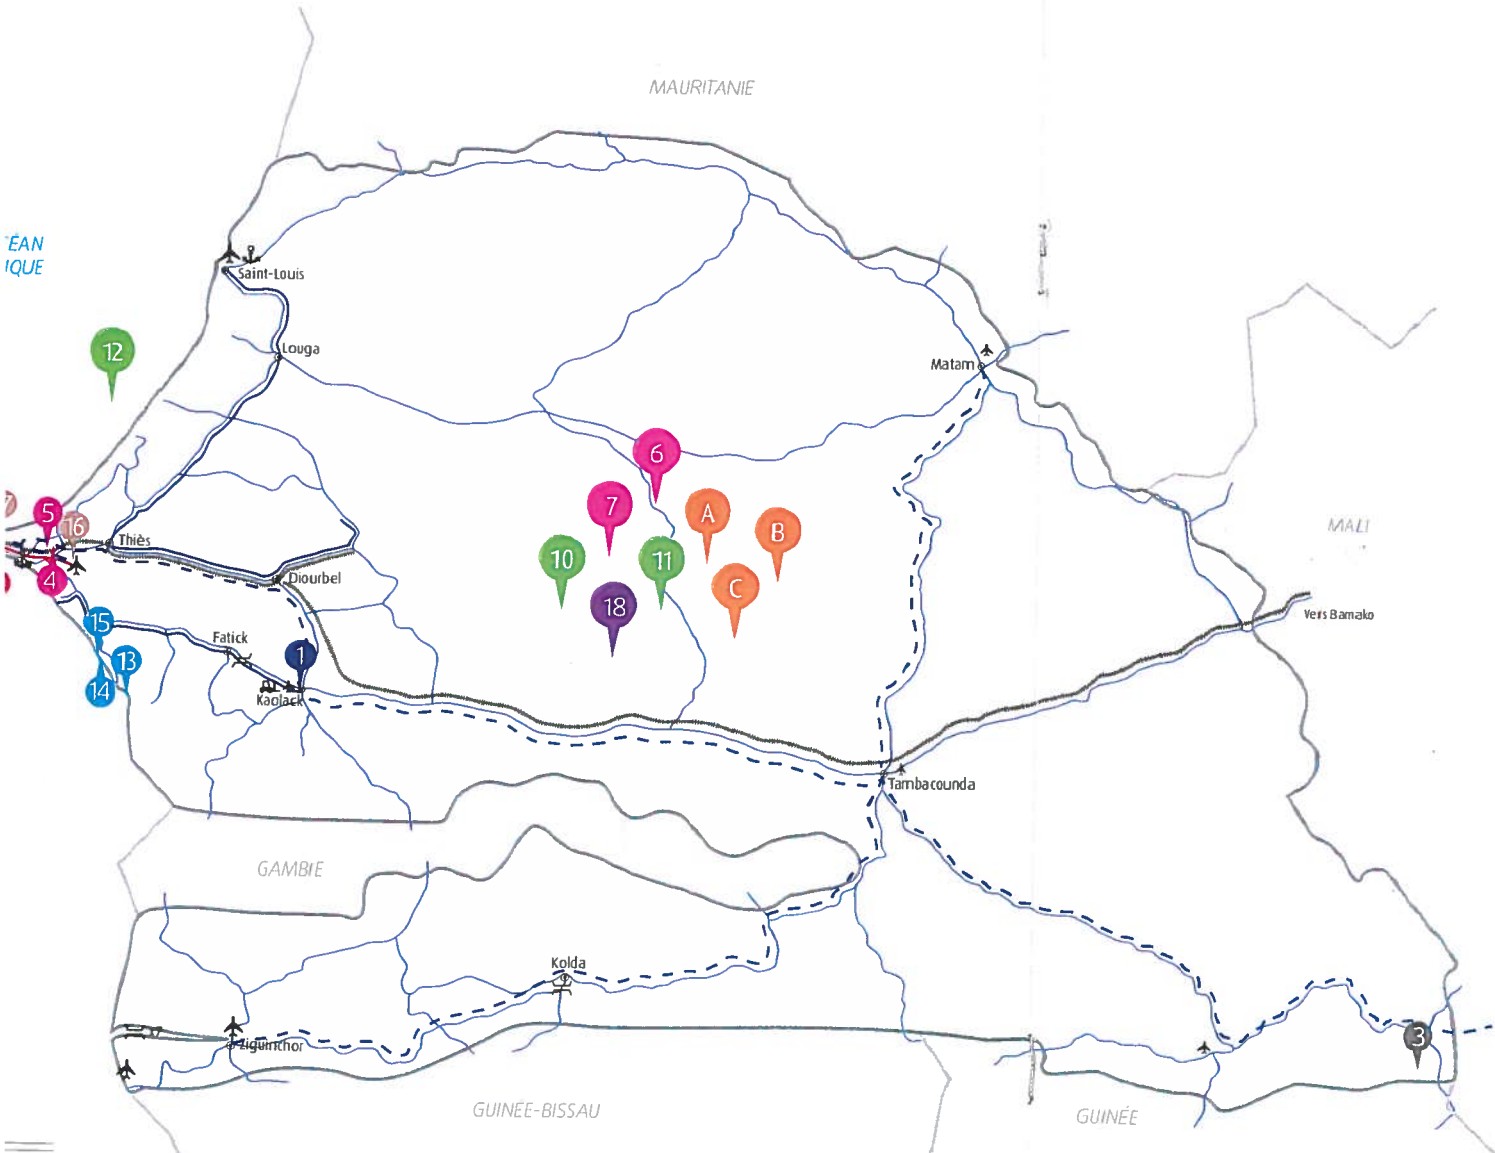 MAURITANIE
ÉAN
IQUE
Saint-Louis
12
Louga
Matam
6
7
5
16
A
B
MALI
Thiès
10
11
4
Diourbel
C
18
15
Vers Bamako
Fatick
1
13
14
Kaolack
Tambacounda
GAMBIE
Kolda
3
Ziguinchor
GUINÉE-BISSAU
GUINÉE